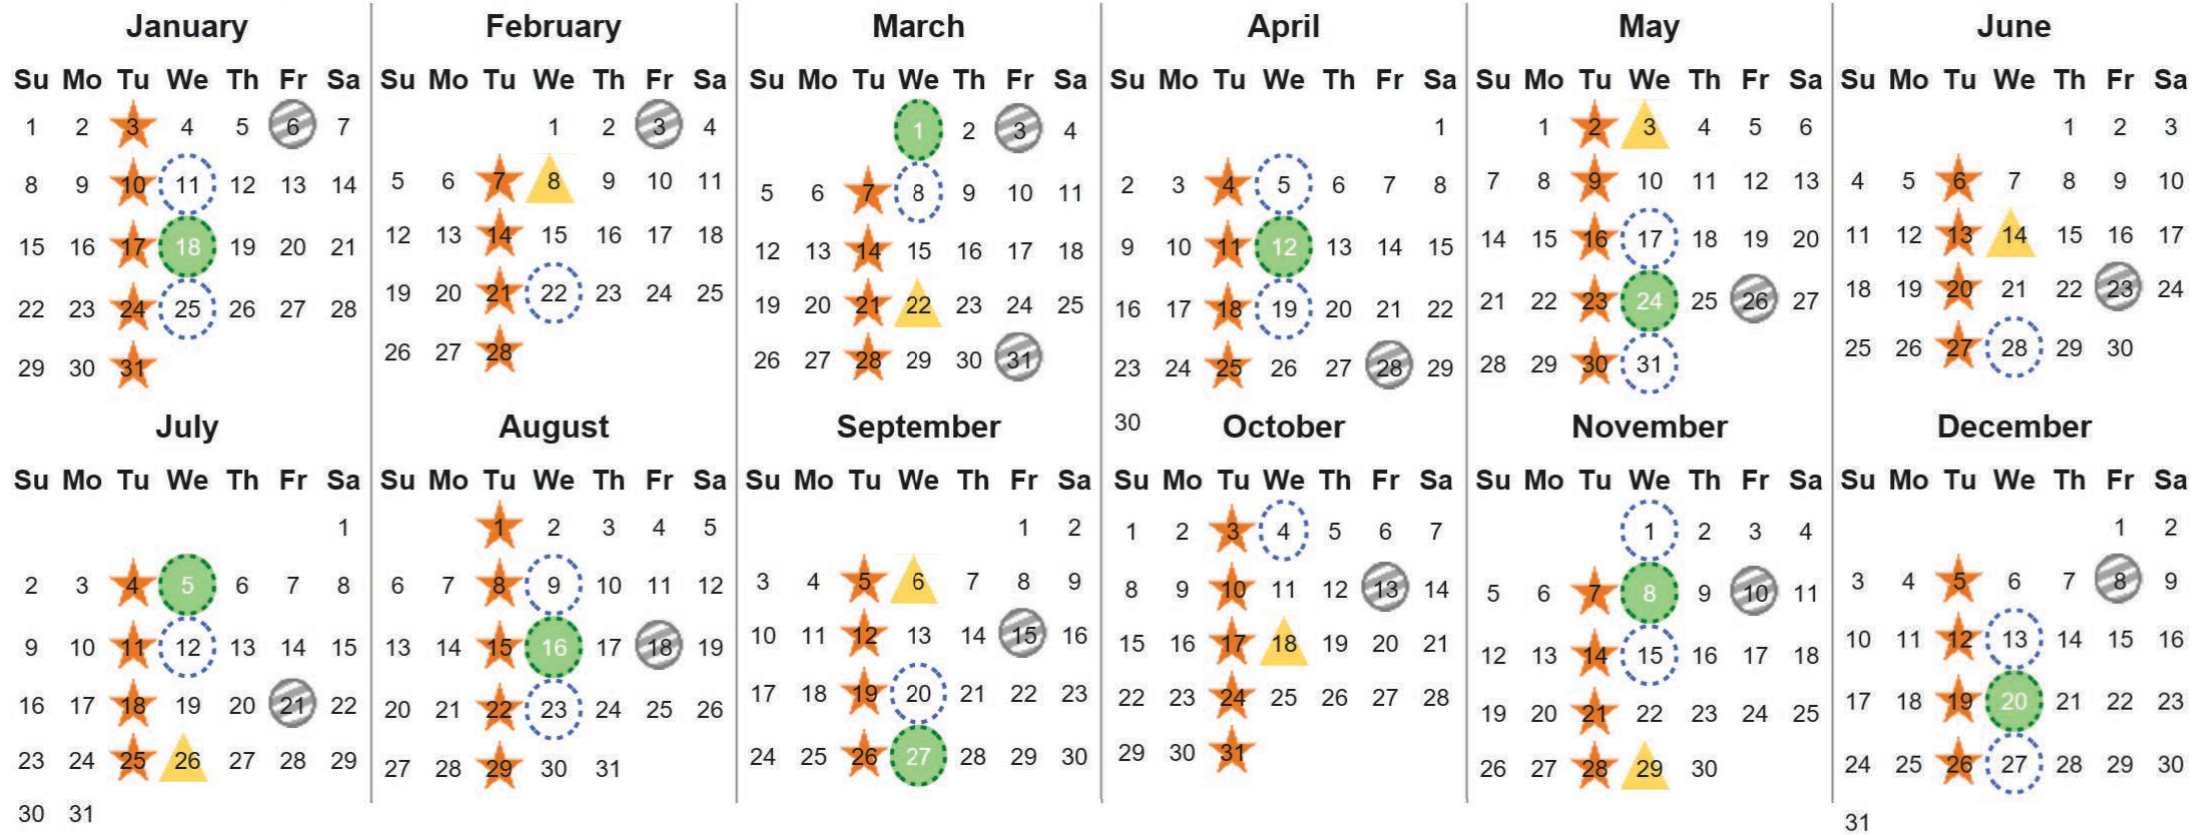 January
Su Mo Tu We Th Fr Sa
1 2 3 4 5 6 7
8 9 10 11 12 13 14
15 16 17 18 19 20 21
22 23 24 25 26 27 28
29 30 31
February
Su Mo Tu We Th Fr Sa
1 2 3 4
5 6 7 8 9 10 11
12 13 14 15 16 17 18
19 20 21 22 23 24 25
26 27 28
March
Su Mo Tu We Th Fr Sa
1 2 3 4
5 6 7 8 9 10 11
12 13 14 15 16 17 18
19 20 21 22 23 24 25
26 27 28 29 30 31
April
Su Mo Tu We Th Fr Sa
1
2 3 4 5 6 7 8
9 10 11 12 13 14 15
16 17 18 19 20 21 22
23 24 25 26 27 28 29
30
May
Su Mo Tu We Th Fr Sa
1 2 3 4 5 6
7 8 9 10 11 12 13
14 15 16 17 18 19 20
21 22 23 24 25 26 27
28 29 30 31
June
Su Mo Tu We Th Fr Sa
1 2 3
4 5 6 7 8 9 10
11 12 13 14 15 16 17
18 19 20 21 22 23 24
25 26 27 28 29 30
July
Su Mo Tu We Th Fr Sa
1
2 3 4 5 6 7 8
9 10 11 12 13 14 15
16 17 18 19 20 21 22
23 24 25 26 27 28 29
30 31
August
Su Mo Tu We Th Fr Sa
1 2 3 4 5
6 7 8 9 10 11 12
13 14 15 16 17 18 19
20 21 22 23 24 25 26
27 28 29 30 31
September
Su Mo Tu We Th Fr Sa
1 2
3 4 5 6 7 8 9
10 11 12 13 14 15 16
17 18 19 20 21 22 23
24 25 26 27 28 29 30
October
Su Mo Tu We Th Fr Sa
1 2 3 4 5 6 7
8 9 10 11 12 13 14
15 16 17 18 19 20 21
22 23 24 25 26 27 28
29 30 31
November
Su Mo Tu We Th Fr Sa
1 2 3 4
5 6 7 8 9 10 11
12 13 14 15 16 17 18
19 20 21 22 23 24 25
26 27 28 29 30
December
Su Mo Tu We Th Fr Sa
1 2
3 4 5 6 7 8 9
10 11 12 13 14 15 16
17 18 19 20 21 22 23
24 25 26 27 28 29 30
31